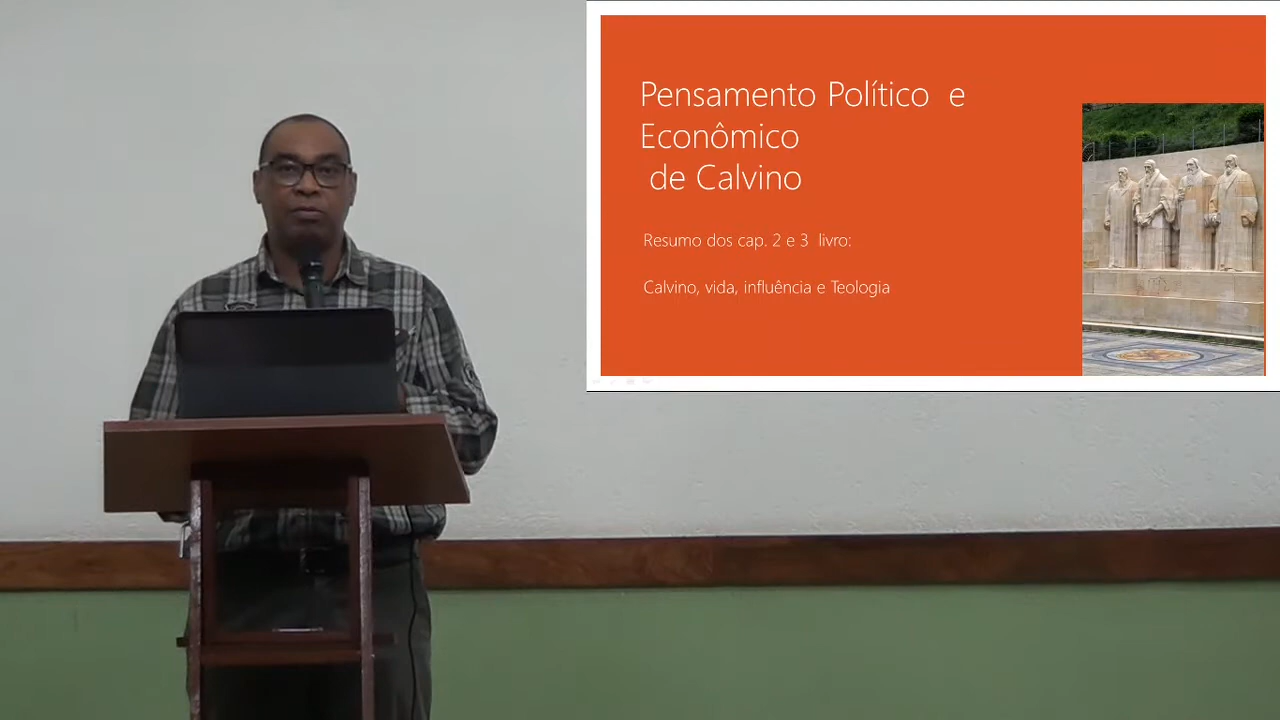 Pensamento Político e
Econômico
de Calvino
Resumo dos cap. 2 e 3 livro:
Calvino, vida, influência e Teologia